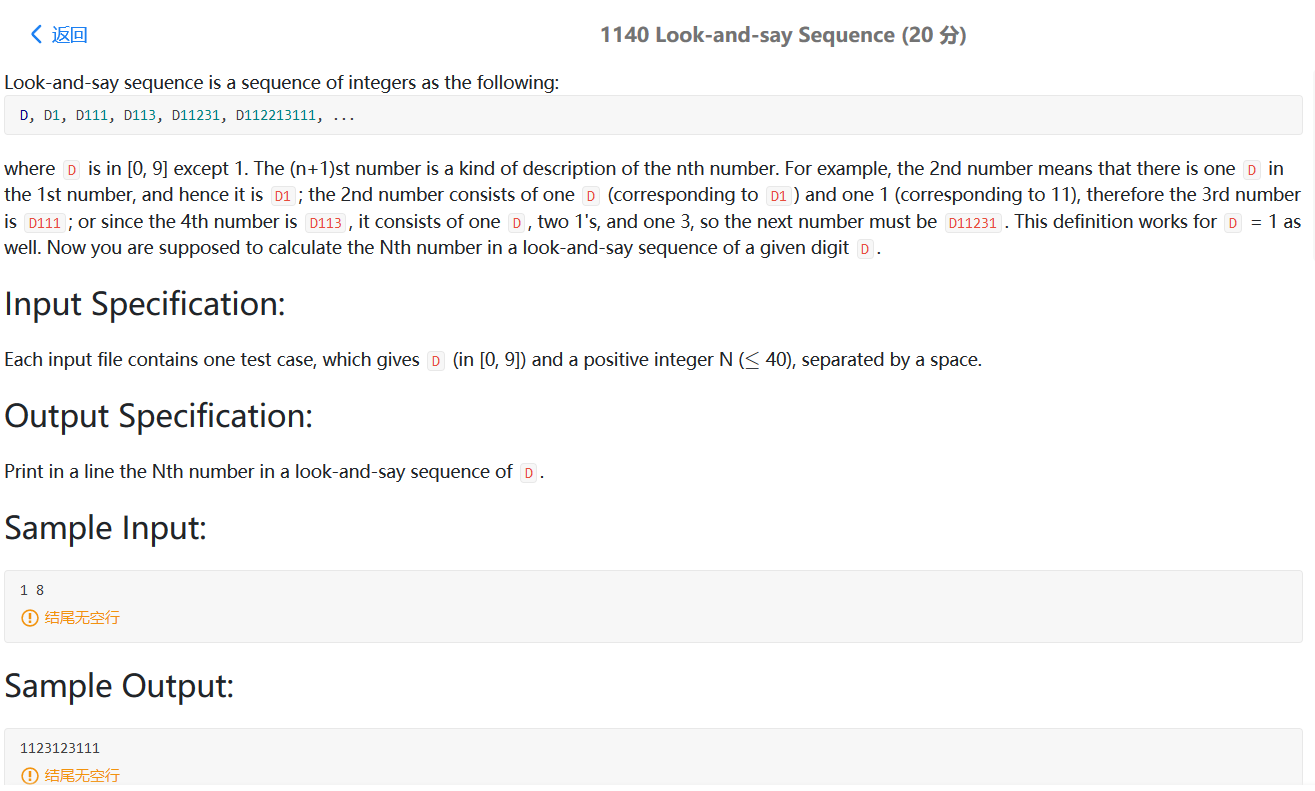 返回
1140 Look-and-say Sequence (20 分)
Look-and-say sequence is a sequence of integers as the following:
D, D1, D111, D113, D11231, D112213111, ...
where D is in [0, 9] except 1. The (n+1)st number is a kind of description of the nth number. For example, the 2nd number means that there is one D in
the 1st number, and hence it is D1; the 2nd number consists of one D (corresponding to D1) and one 1 (corresponding to 11), therefore the 3rd number
is D111; or since the 4th number is D113, it consists of one D, two 1's, and one 3, so the next number must be D11231. This definition works for D = 1 as
well. Now you are supposed to calculate the Nth number in a look-and-say sequence of a given digit D.
Input Specification:
Each input file contains one test case, which gives D (in [0, 9]) and a positive integer N (≤ 40), separated by a space.
Output Specification:
Print in a line the Nth number in a look-and-say sequence of D.
Sample Input:
1 8
结尾无空行
Sample Output:
1123123111
结尾无空行